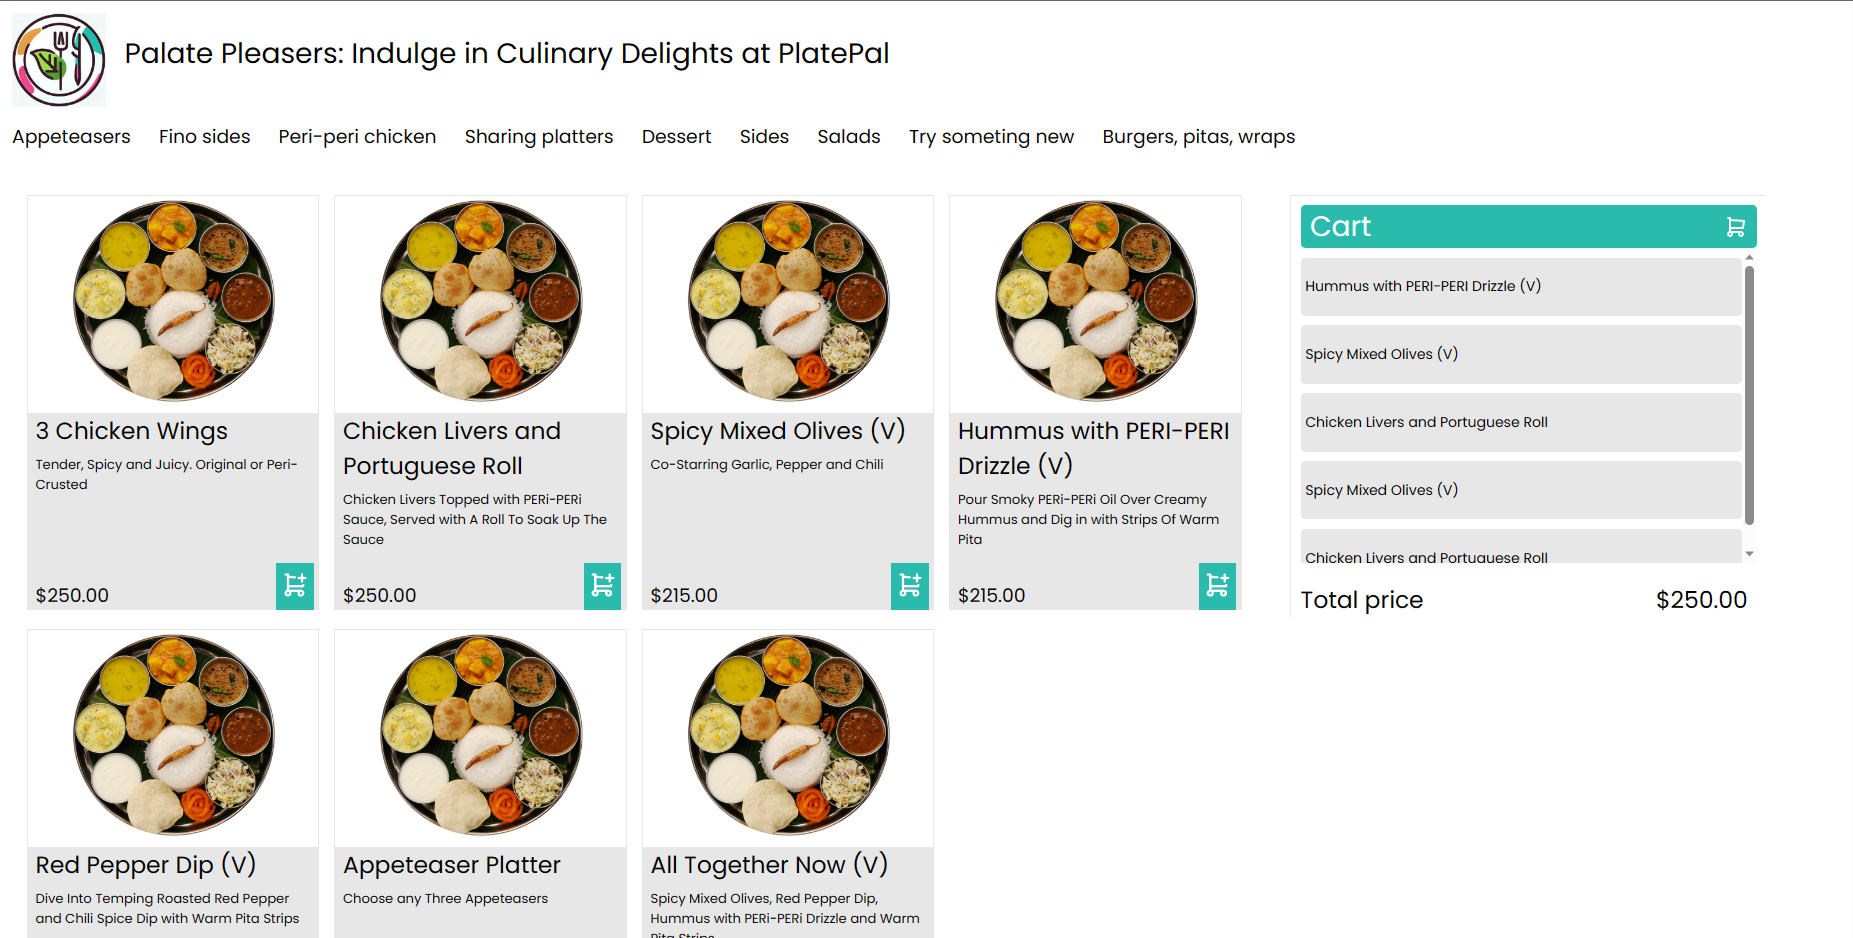 Palate Pleasers: Indulge in Culinary Delights at PlatePal
Appeteasers Fino sides Peri-peri chicken Sharing platters Dessert Sides Salads Try someting new Burgers, pitas, wraps
3 Chicken Wings
Tender, Spicy and Juicy. Original or Peri-
Crusted
$250.00
Chicken Livers and
Portuguese Roll
Chicken Livers Topped with PERi-PERi
Sauce, Served with A Roll To Soak Up The
Sauce
$250.00
Spicy Mixed Olives (V)
Co-Starring Garlic, Pepper and Chili
$215.00
Hummus with PERI-PERI
Drizzle (V)
Pour Smoky PERi-PERi Oil Over Creamy
Hummus and Dig in with Strips Of Warm
Pita
$215.00
Cart
Hummus with PERI-PERI Drizzle (V)
Spicy Mixed Olives (V)
Chicken Livers and Portuguese Roll
Spicy Mixed Olives (V)
Chicken Livers and Portuguese Roll
Total price $250.00
Red Pepper Dip (V)
Dive Into Temping Roasted Red Pepper
and Chili Spice Dip with Warm Pita Strips
Appeteaser Platter
Choose any Three Appeteasers
All Together Now (V)
Spicy Mixed Olives, Red Pepper Dip,
Hummus with PERi-PERi Drizzle and Warm
Pita Strips